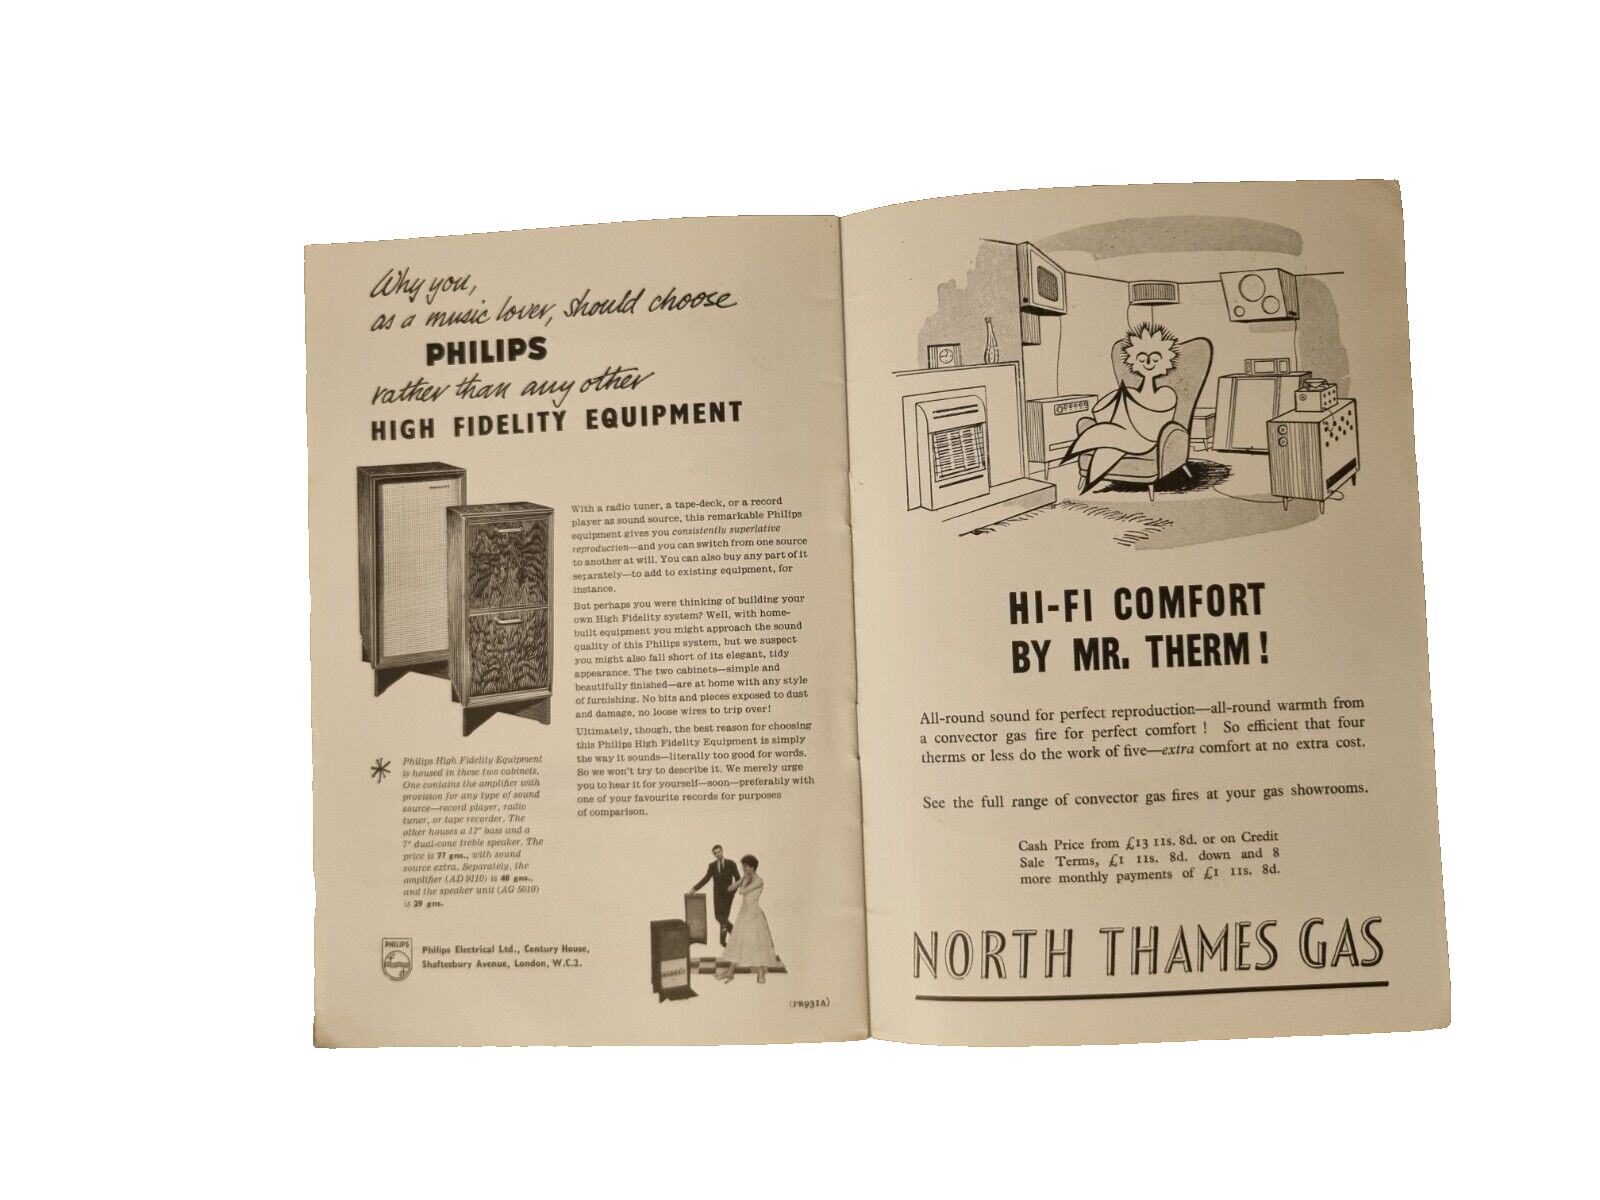 Why you,
as a music lover, should choose
PHILIPS
rather than any other
HIGH FIDELITY EQUIPMENT
PHILIPS
With a radio tuner, a tape-deck, or a record
player as sound source, this remarkable Philips
equipment gives you consistently superlative
reproduction—and you can switch from one source
to another at will. You can also buy any part of it
separately—to add to existing equipment, for
instance.
But perhaps you were thinking of building your
own High Fidelity system? Well, with home-
built equipment you might approach the sound
quality of this Philips system, but we suspect
you might also fall short of its elegant, tidy
appearance. The two cabinets—simple and
beautifully finished—are at home with any style
of furnishing. No bits and pieces exposed to dust
and damage, no loose wires to trip over!
Ultimately, though, the best reason for choosing
this Philips High Fidelity Equipment is simply
the way it sounds—literally too good for words.
So we won't try to describe it. We merely urge
you to hear it for yourself—soon—preferably with
one of your favourite records for purposes
of comparison.
* Philips High Fidelity Equipment
is housed in these two cabinets.
One contains the amplifier with
provision for any type of sound
source—record player, radio
tuner, or tape recorder. The
other houses a 12" bass and a
7" dual-cone treble speaker. The
price is 77 gns., with sound
source extra. Separately, the
amplifier (AD 9110) is 48 gns.,
and the speaker unit (AG 5010)
is 29 gns.
PHILIPS
Philips Electrical Ltd., Century House,
Shaftesbury Avenue, London, W.C.2.
(PR931A)
HI-FI COMFORT
BY MR. THERM!
All-round sound for perfect reproduction—all-round warmth from
a convector gas fire for perfect comfort ! So efficient that four
therms or less do the work of five—extra comfort at no extra cost.
See the full range of convector gas fires at your gas showrooms.
Cash Price from £13 11s. 8d. or on Credit
Sale Terms, £1 11s. 8d. down and 8
more monthly payments of £1 11s. 8d.
NORTH THAMES GAS